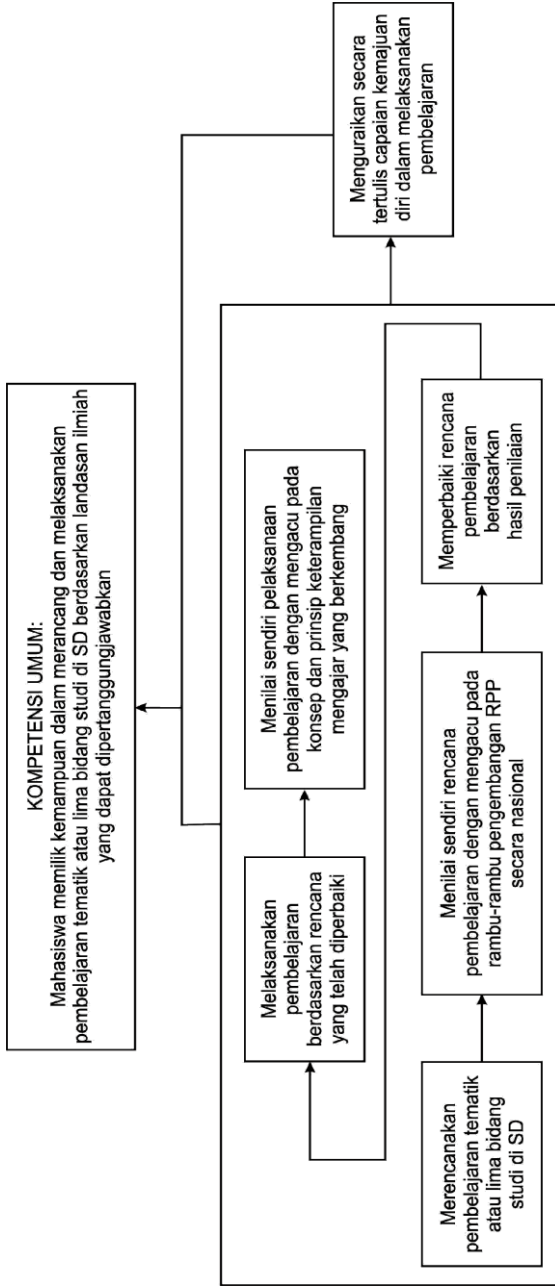 KOMPETENSI UMUM:
Mahasiswa memilik kemampuan dalam merancang dan melaksanakan
pembelajaran tematik atau lima bidang studi di SD berdasarkan landasan ilmiah
yang dapat dipertanggungjawabkan
Menguraikan secara
tertulis capaian kemajuan
diri dalam melaksanakan
pembelajaran
Melaksanakan
pembelajaran
berdasarkan rencana
yang telah diperbaiki
Menilai sendiri pelaksanaan
pembelajaran dengan mengacu pada
konsep dan prinsip keterampilan
mengajar yang berkembang
Merencanakan
pembelajaran tematik
atau lima bidang
studi di SD
Menilai sendiri rencana
pembelajaran dengan mengacu pada
rambu-rambu pengembangan RPP
secara nasional
Memperbaiki rencana
pembelajaran
berdasarkan
hasil penilaian